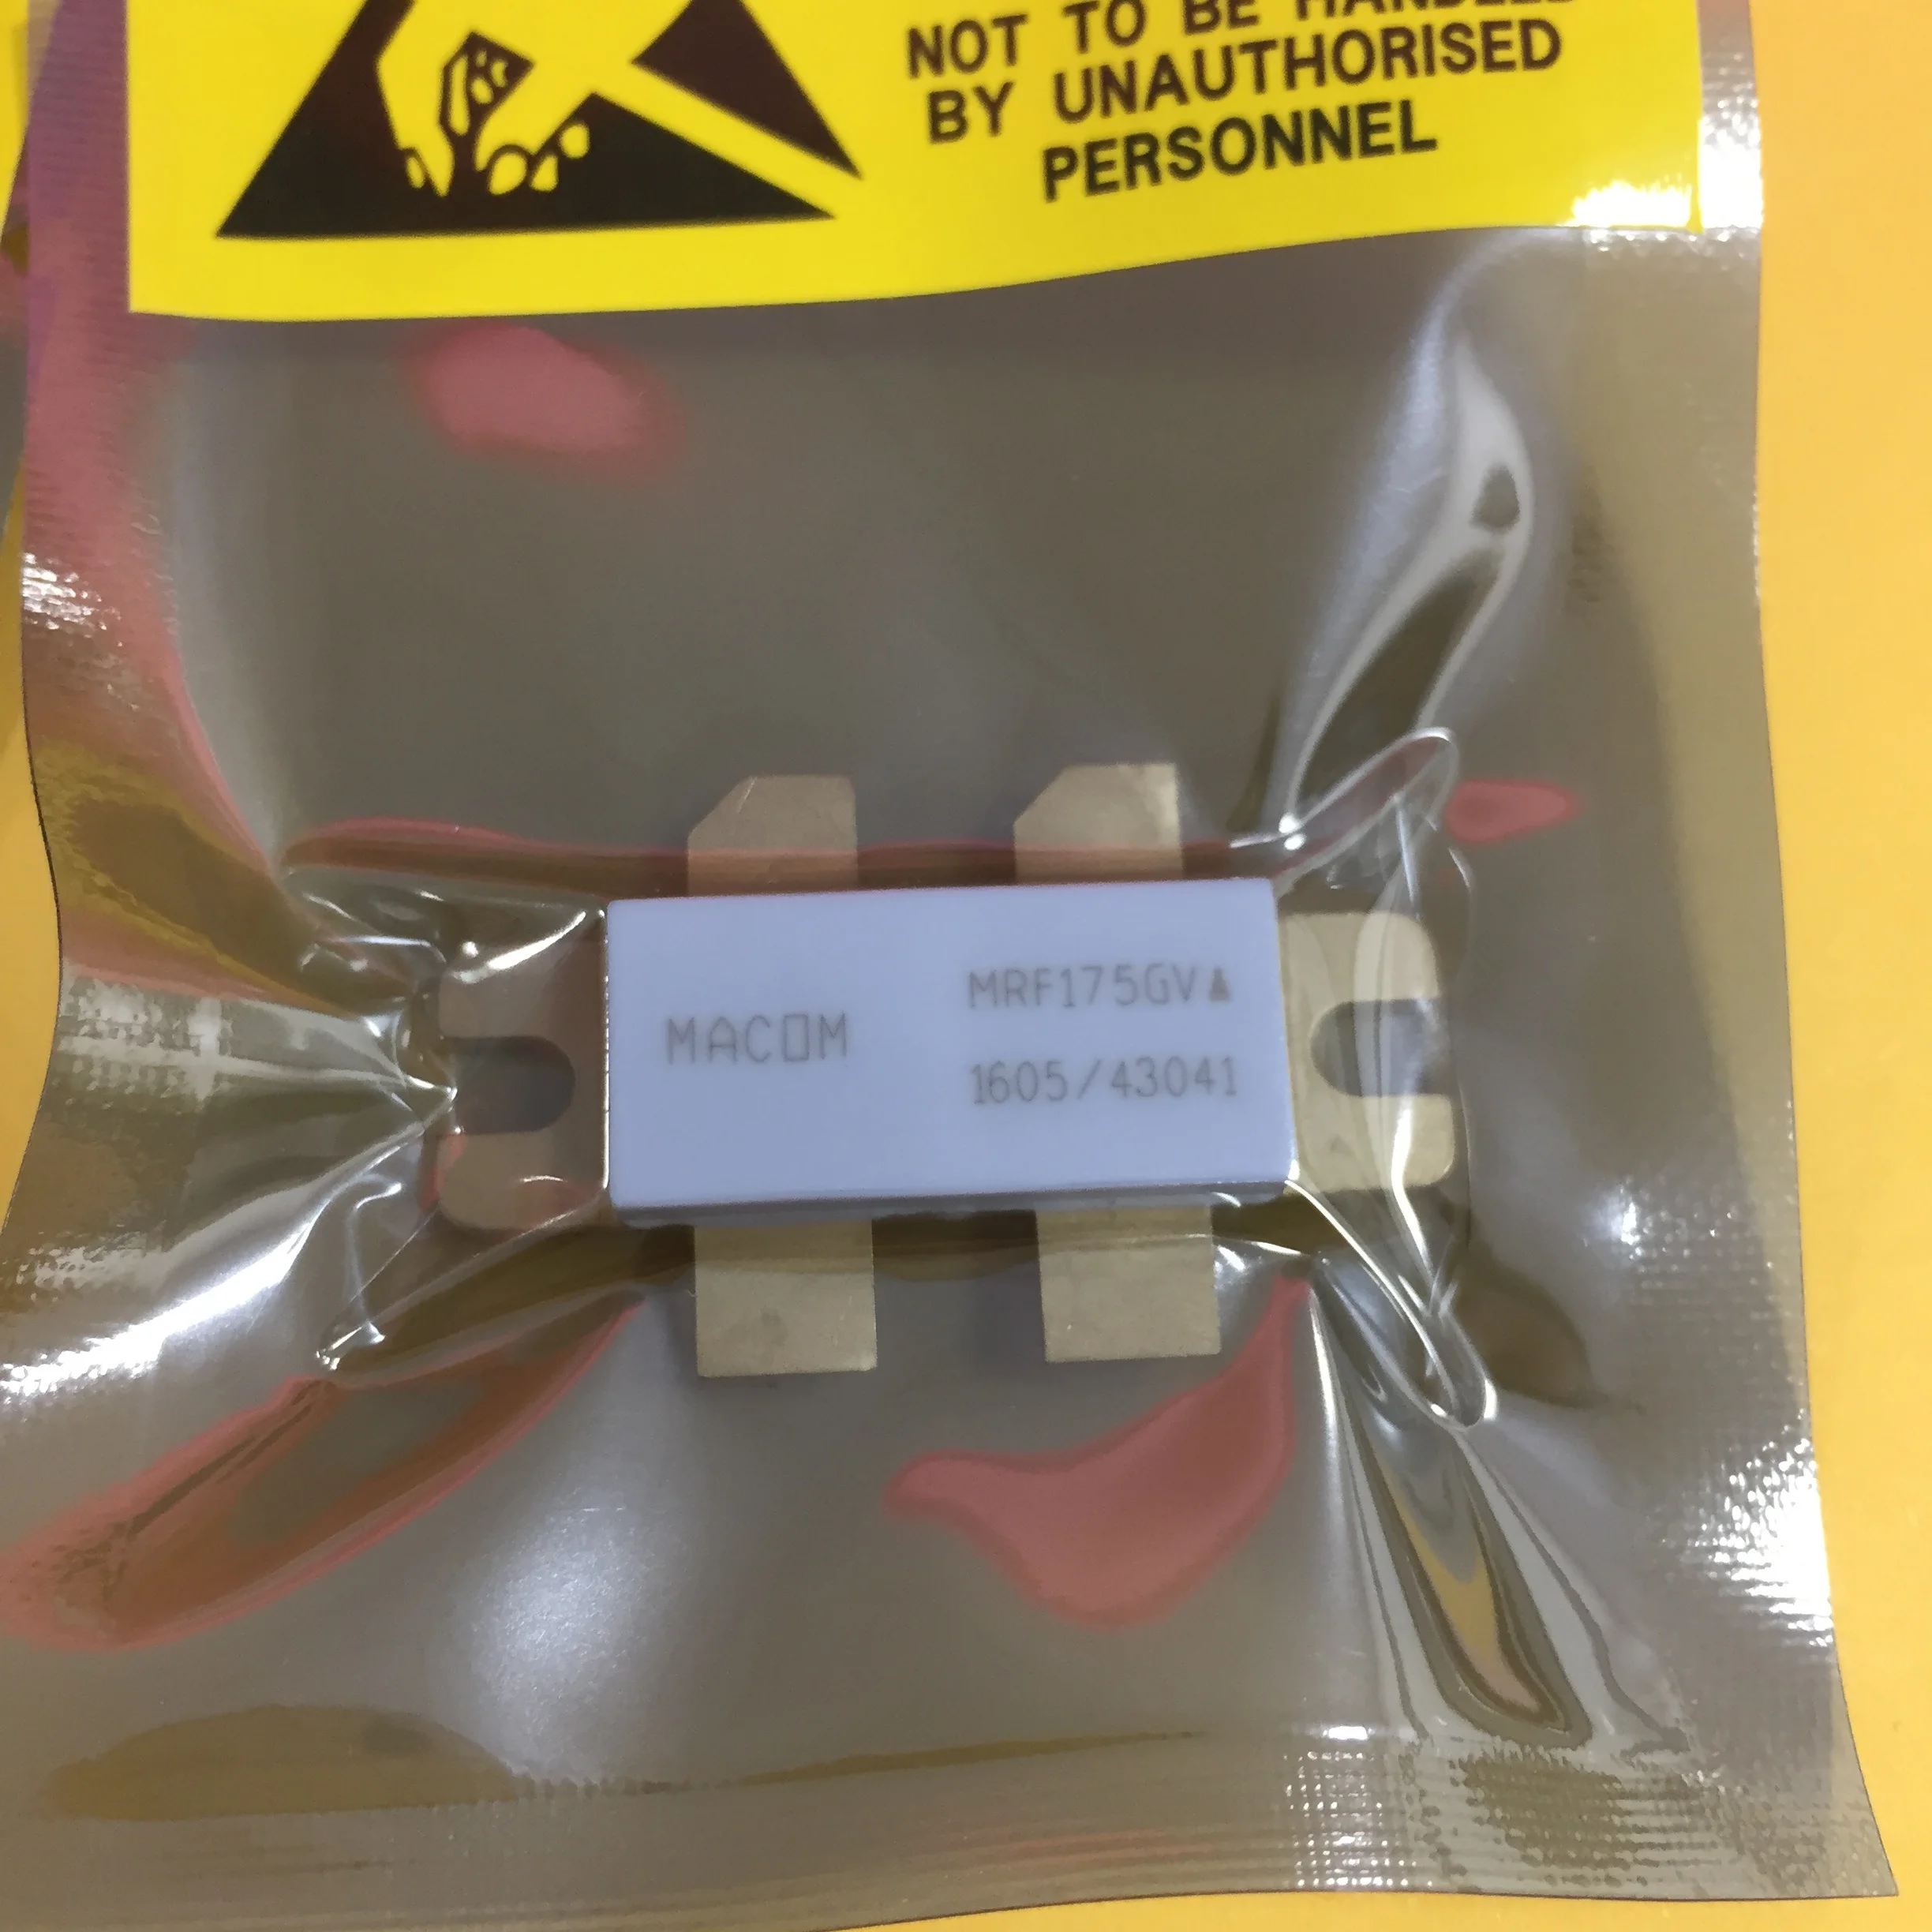 NOT TO BE HANDLED
BY UNAUTHORISED
PERSONNEL
MACOM
MRF175GV▲
1605/43041